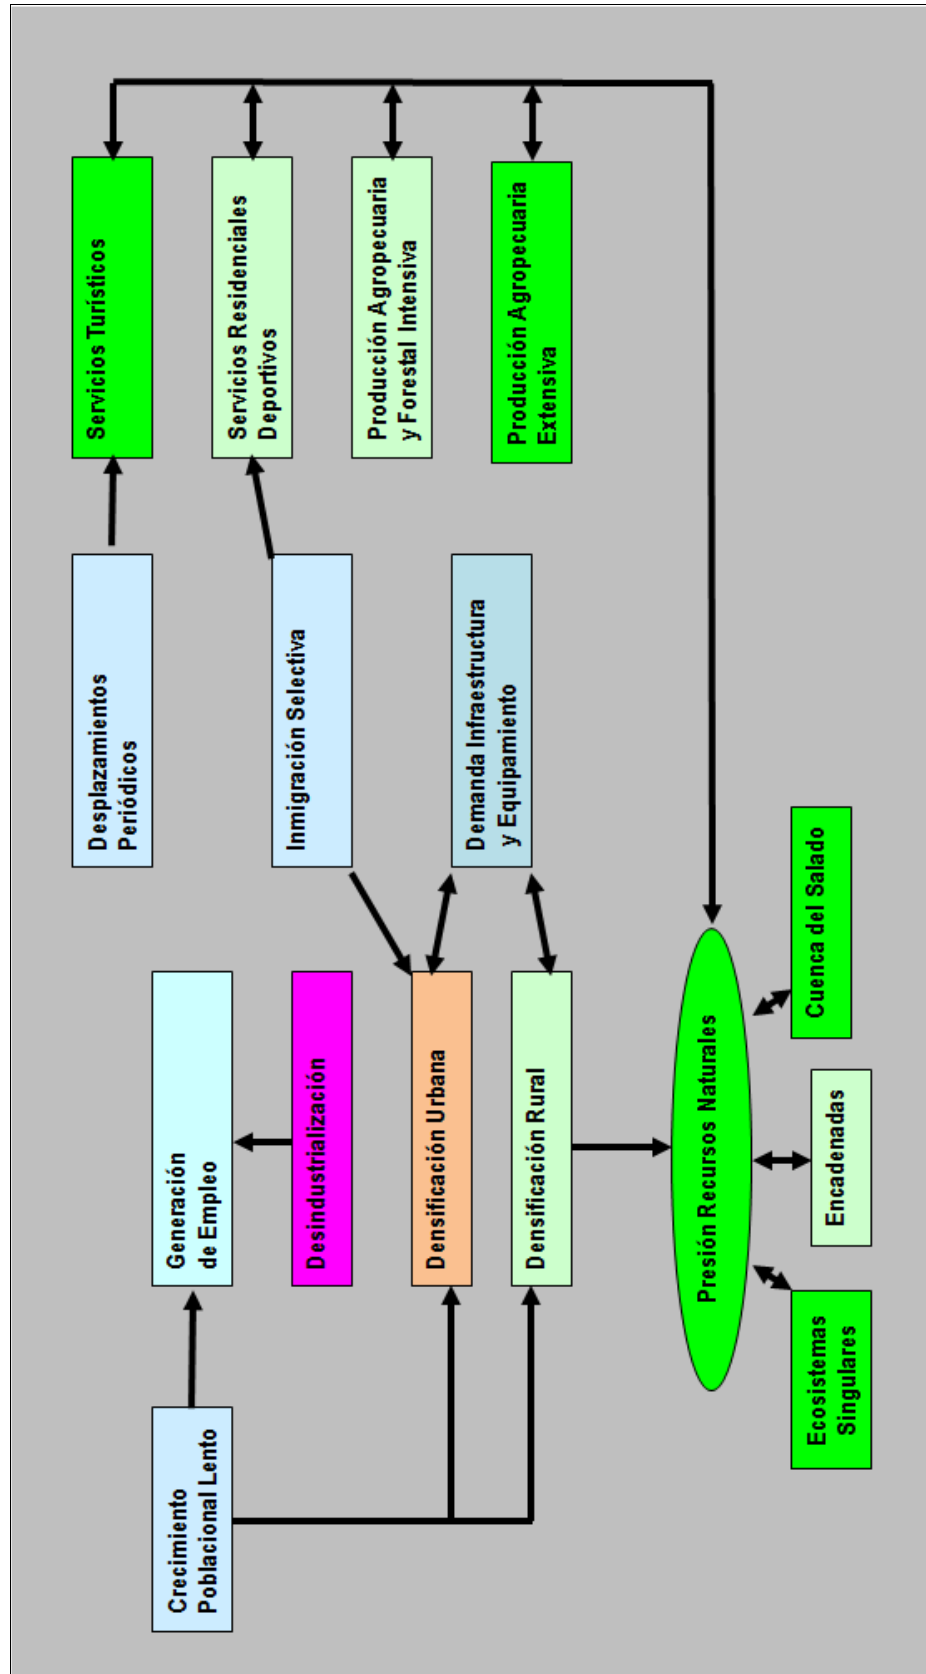 Desplazamientos
Periódicos
Servicios Turísticos
Crecimiento
Poblacional Lento
Generación
de Empleo
Servicios Residenciales
Deportivos
Desindustrialización
Inmigración Selectiva
Producción Agropecuaria
y Forestal Intensiva
Densificación Urbana
Demanda Infraestructura
y Equipamiento
Producción Agropecuaria
Extensiva
Densificación Rural
Presión Recursos Naturales
Ecosistemas
Singulares
Encadenadas
Cuenca del Salado